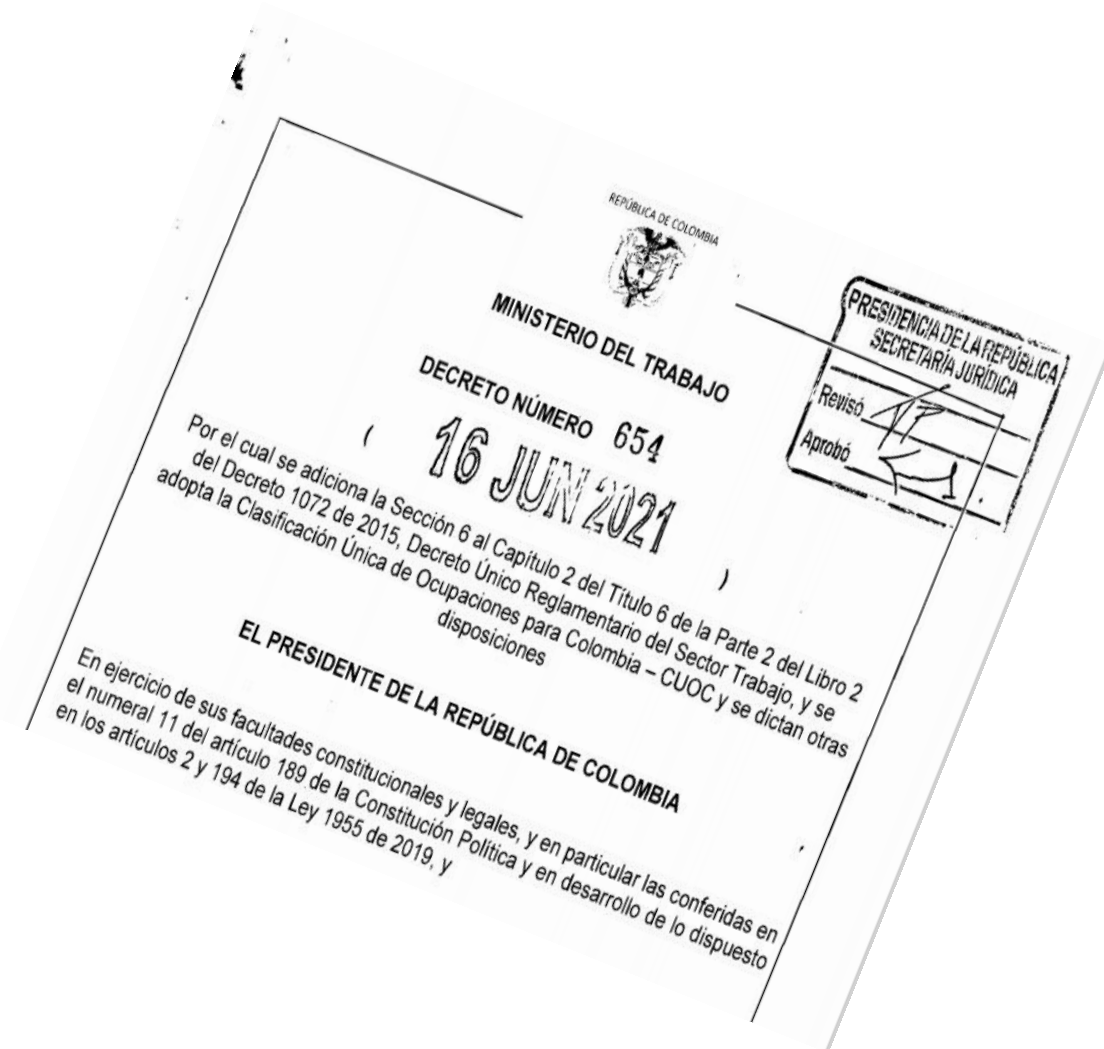 REPÚBLICA DE COLOMBIA
MINISTERIO DEL TRABAJO
DECRETO NÚMERO 654
( 16 JUN 2021 )
PRESIDENCIA DE LA REPÚBLICA
SECRETARÍA JURÍDICA
Revisó
Aprobó
Por el cual se adiciona la Sección 6 al Capítulo 2 del Título 6 de la Parte 2 del Libro 2
del Decreto 1072 de 2015, Decreto Único Reglamentario del Sector Trabajo, y se
adopta la Clasificación Única de Ocupaciones para Colombia – CUOC y se dictan otras
disposiciones
EL PRESIDENTE DE LA REPÚBLICA DE COLOMBIA
En ejercicio de sus facultades constitucionales y legales, y en particular las conferidas en
el numeral 11 del artículo 189 de la Constitución Política y en desarrollo de lo dispuesto
en los artículos 2 y 194 de la Ley 1955 de 2019, y